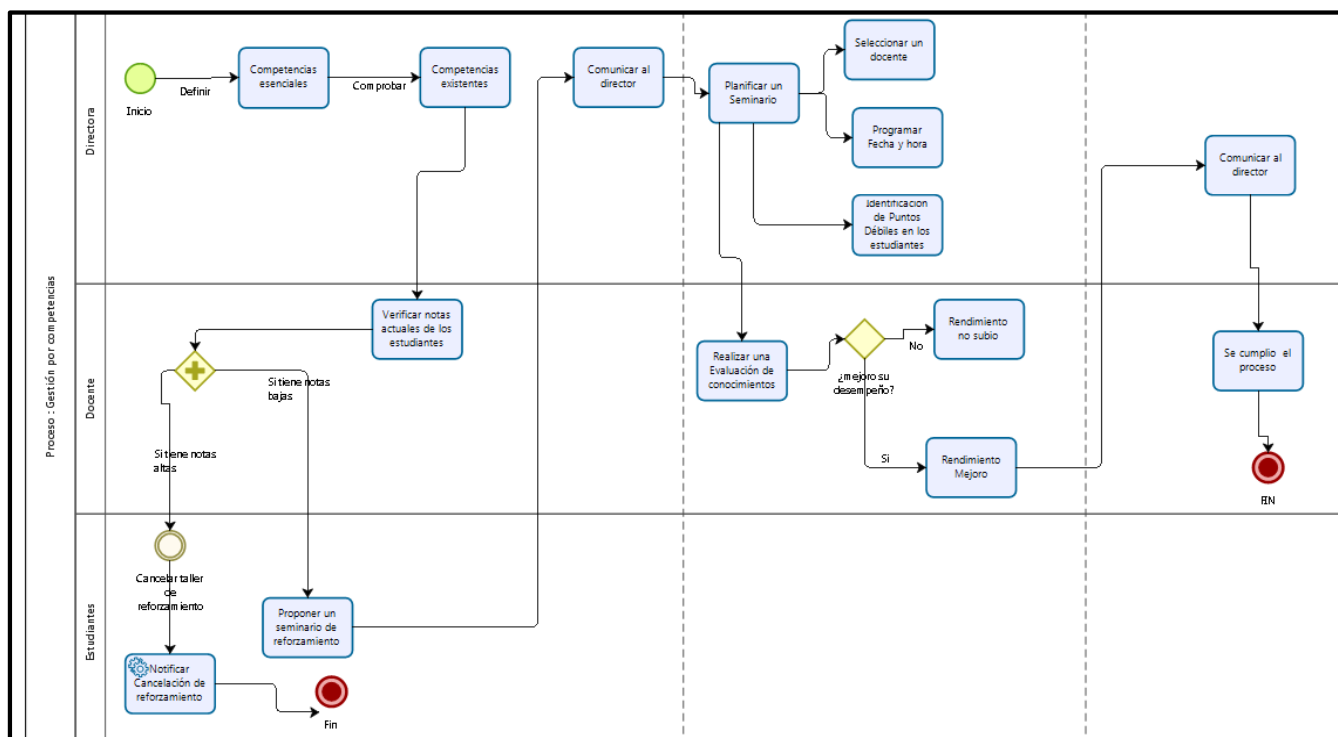 Proceso : Gestión por competencias
Directora
Inicio
Definir
Competencias
esenciales
Comprobar
Competencias
existentes
Comunicar al
director
Planificar un
Seminario
Seleccionar un
docente
Programar
Fecha y hora
Identificacion
de Puntos
Débiles en los
estudiantes
Comunicar al
director
Docente
Verificar notas
actuales de los
estudiantes
Si tiene notas
bajas
Si tiene notas
altas
Realizar una
Evaluación de
conocimientos
¿mejoro su
desempeño?
No
Rendimiento
no subio
Si
Rendimiento
Mejoro
Se cumplio el
proceso
FIN
Estudiantes
Cancelar taller
de
reforzamiento
Notificar
Cancelación de
reforzamiento
Proponer un
seminario de
reforzamiento
Fin